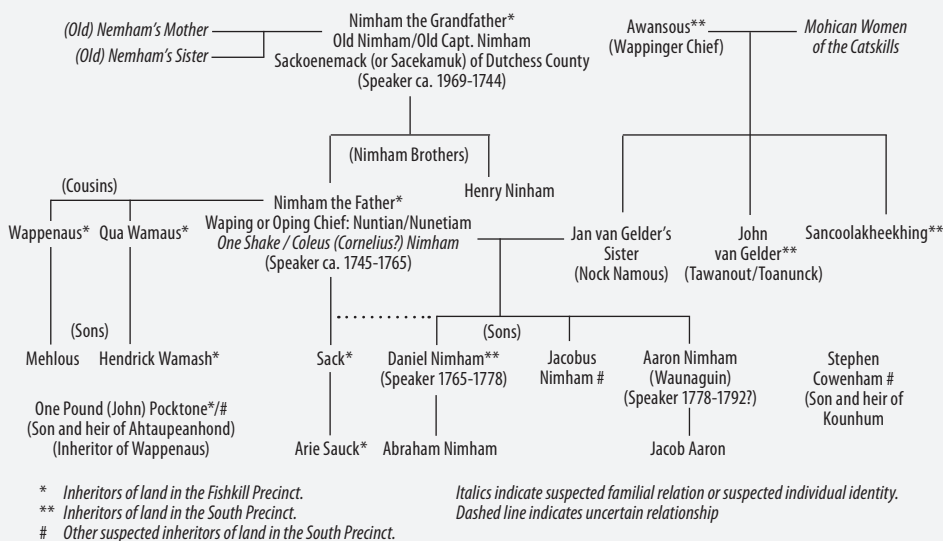 Nimham the Grandfather*
Old Nimham/Old Capt. Nimham
Sackoenemack (or Sacekamuk) of Dutchess County
(Speaker ca. 1969-1744)
(Old) Nemham's Mother
(Old) Nemham's Sister
Awansous**
(Wappinger Chief)
Mohican Women
of the Catskills
(Nimham Brothers)
Henry Ninham
(Cousins)
Wappenaus*
Qua Wamaus*
Nimham the Father*
Waping or Oping Chief: Nuntian/Nunetiam
One Shake / Coleus (Cornelius?) Nimham
(Speaker ca. 1745-1765)
Jan van Gelder's
Sister
(Nock Namous)
John
van Gelder**
(Tawanout/Toanunck)
Sancoolakheekhing**
(Sons)
Mehlous
Hendrick Wamash*
One Pound (John) Pocktone*/#
(Son and heir of Ahtaupeanhond)
(Inheritor of Wappenaus)
Sack*
Arie Sauck*
(Sons)
Daniel Nimham**
(Speaker 1765-1778)
Abraham Nimham
Jacobus
Nimham #
Aaron Nimham
(Waunaguin)
(Speaker 1778-1792?)
Jacob Aaron
Stephen
Cowenham #
(Son and heir of
Kounhum
* Inheritors of land in the Fishkill Precinct.
** Inheritors of land in the South Precinct.
# Other suspected inheritors of land in the South Precinct.
Italics indicate suspected familial relation or suspected individual identity.
Dashed line indicates uncertain relationship